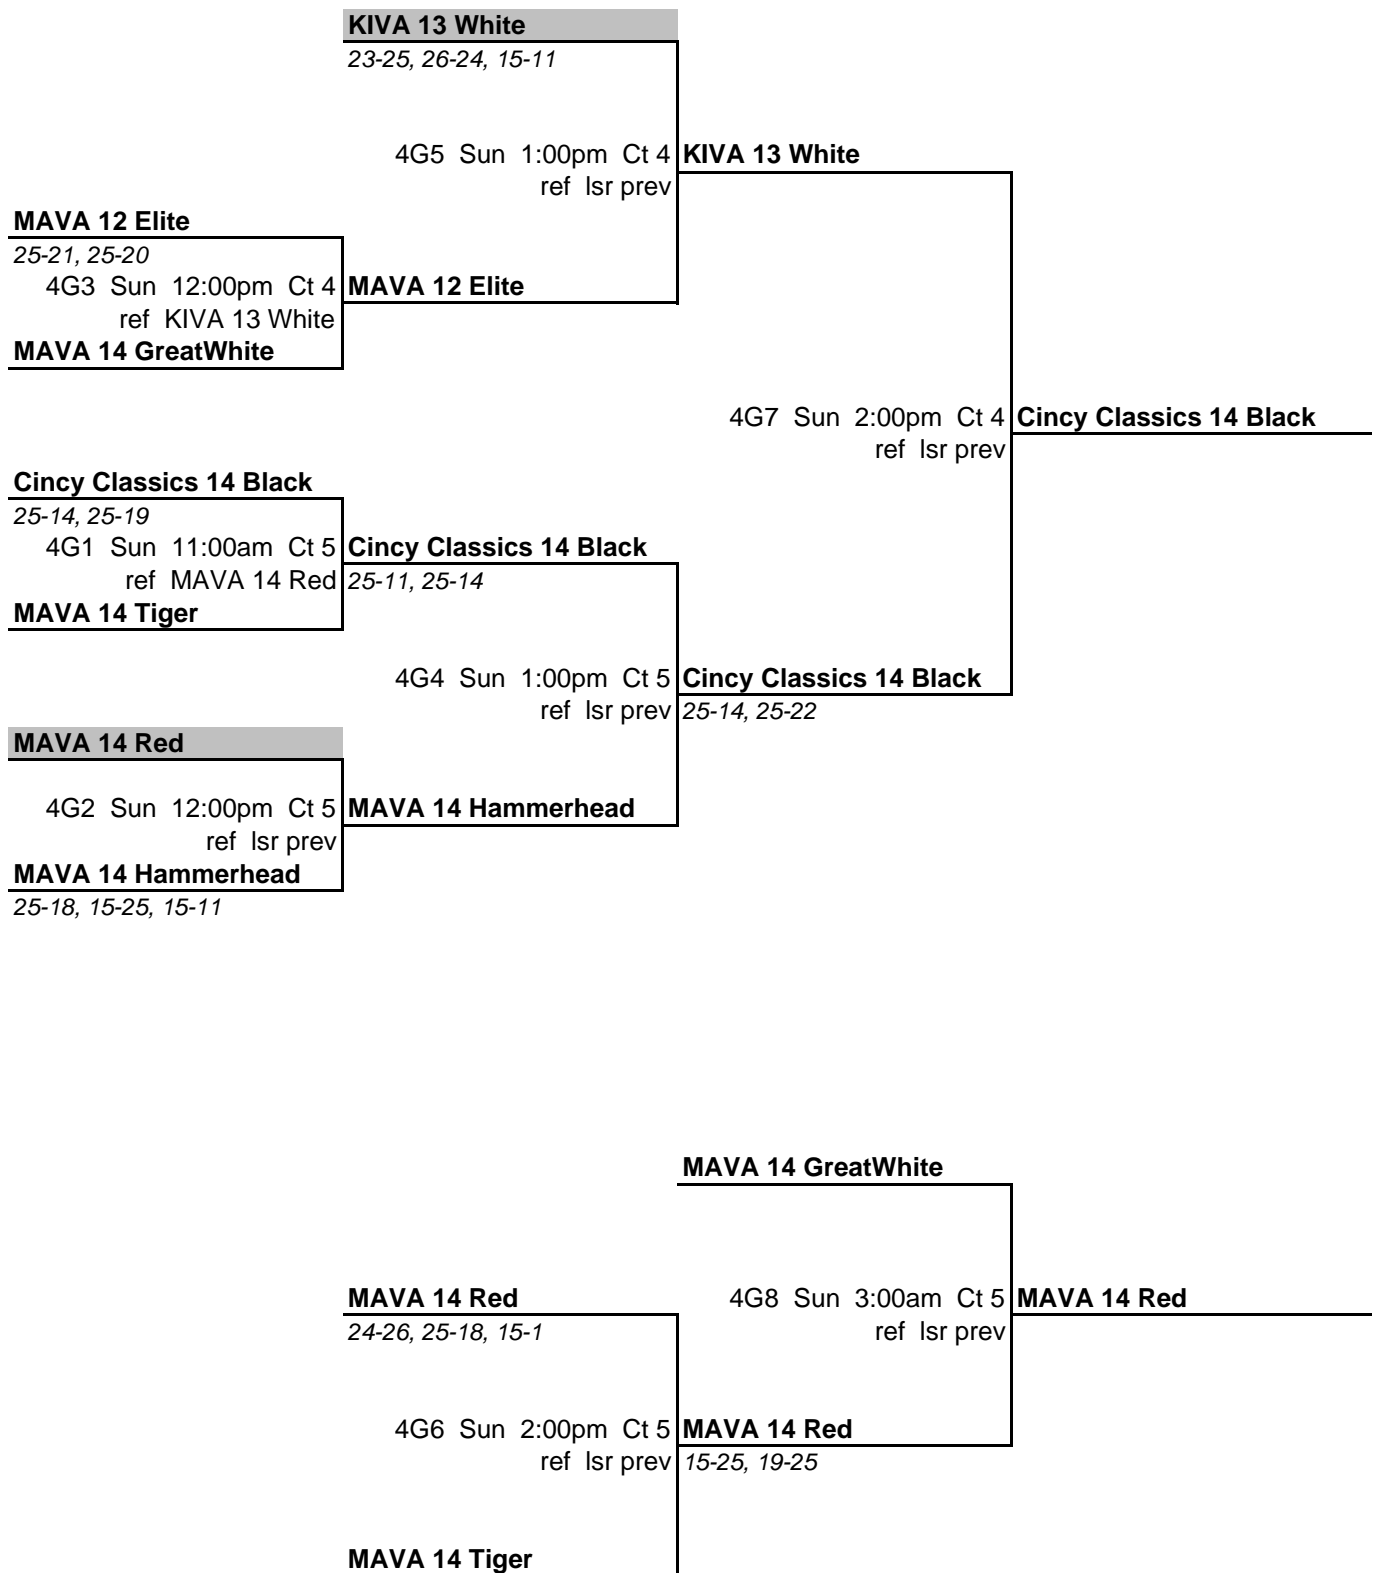 KIVA 13 White
23-25, 26-24, 15-11
4G5 Sun 1:00pm Ct 4 KIVA 13 White
ref lsr prev
MAVA 12 Elite
25-21, 25-20
4G3 Sun 12:00pm Ct 4 MAVA 12 Elite
ref KIVA 13 White
MAVA 14 GreatWhite
4G7 Sun 2:00pm Ct 4 Cincy Classics 14 Black
ref lsr prev
Cincy Classics 14 Black
25-14, 25-19
4G1 Sun 11:00am Ct 5 Cincy Classics 14 Black
ref MAVA 14 Red 25-11, 25-14
MAVA 14 Tiger
4G4 Sun 1:00pm Ct 5 Cincy Classics 14 Black
ref lsr prev 25-14, 25-22
MAVA 14 Red
4G2 Sun 12:00pm Ct 5 MAVA 14 Hammerhead
ref lsr prev
MAVA 14 Hammerhead
25-18, 15-25, 15-11
MAVA 14 GreatWhite
MAVA 14 Red 4G8 Sun 3:00am Ct 5 MAVA 14 Red
24-26, 25-18, 15-1 ref lsr prev
4G6 Sun 2:00pm Ct 5 MAVA 14 Red
ref lsr prev 15-25, 19-25
MAVA 14 Tiger